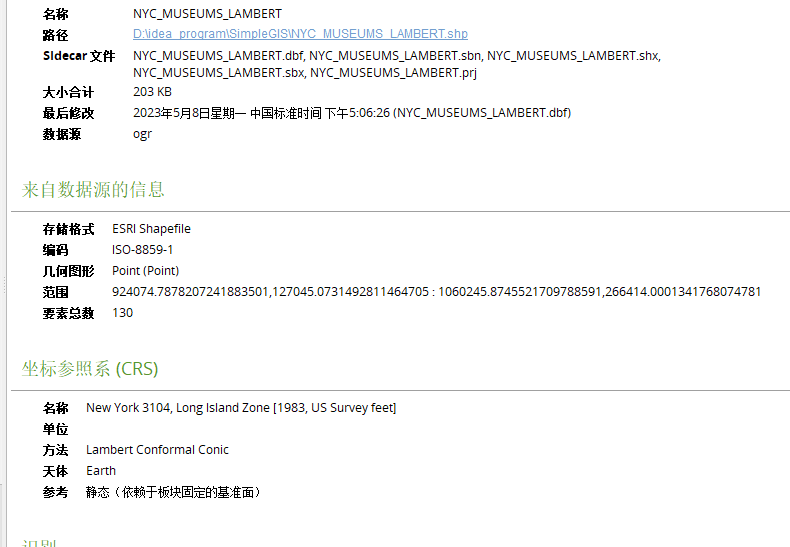 名称 NYC_MUSEUMS_LAMBERT
路径 D:\idea_program\SimpleGIS\NYC_MUSEUMS_LAMBERT.shp
Sidecar 文件 NYC_MUSEUMS_LAMBERT.dbf, NYC_MUSEUMS_LAMBERT.sbn, NYC_MUSEUMS_LAMBERT.shx,
NYC_MUSEUMS_LAMBERT.sbx, NYC_MUSEUMS_LAMBERT.prj
大小合计 203 KB
最后修改 2023年5月8日星期一 中国标准时间 下午5:06:26 (NYC_MUSEUMS_LAMBERT.dbf)
数据源 ogr
来自数据源的信息
存储格式 ESRI Shapefile
编码 ISO-8859-1
几何图形 Point (Point)
范围 924074.7878207241883501,127045.0731492811464705 : 1060245.8745521709788591,266414.0001341768074781
要素总数 130
坐标参照系 (CRS)
名称 New York 3104, Long Island Zone [1983, US Survey feet]
单位
方法 Lambert Conformal Conic
天体 Earth
参考 静态（依赖于板块固定的基准面）